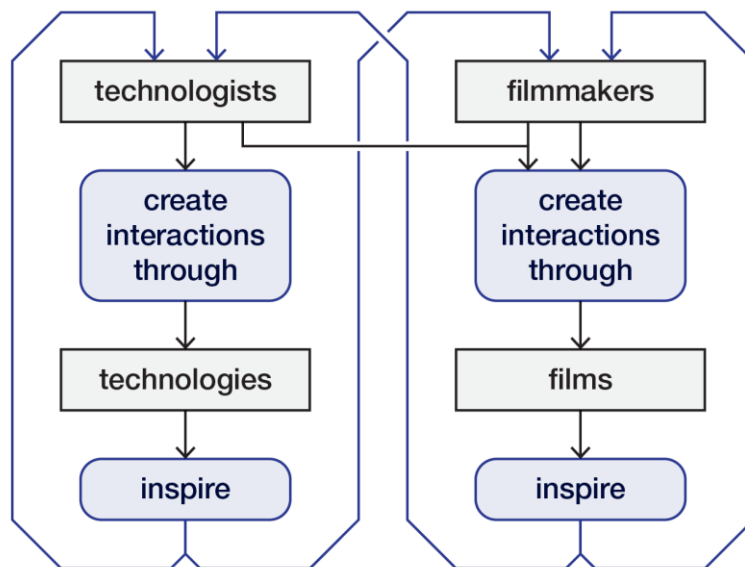 technologists
filmmakers
create
interactions
through
create
interactions
through
technologies
films
inspire
inspire